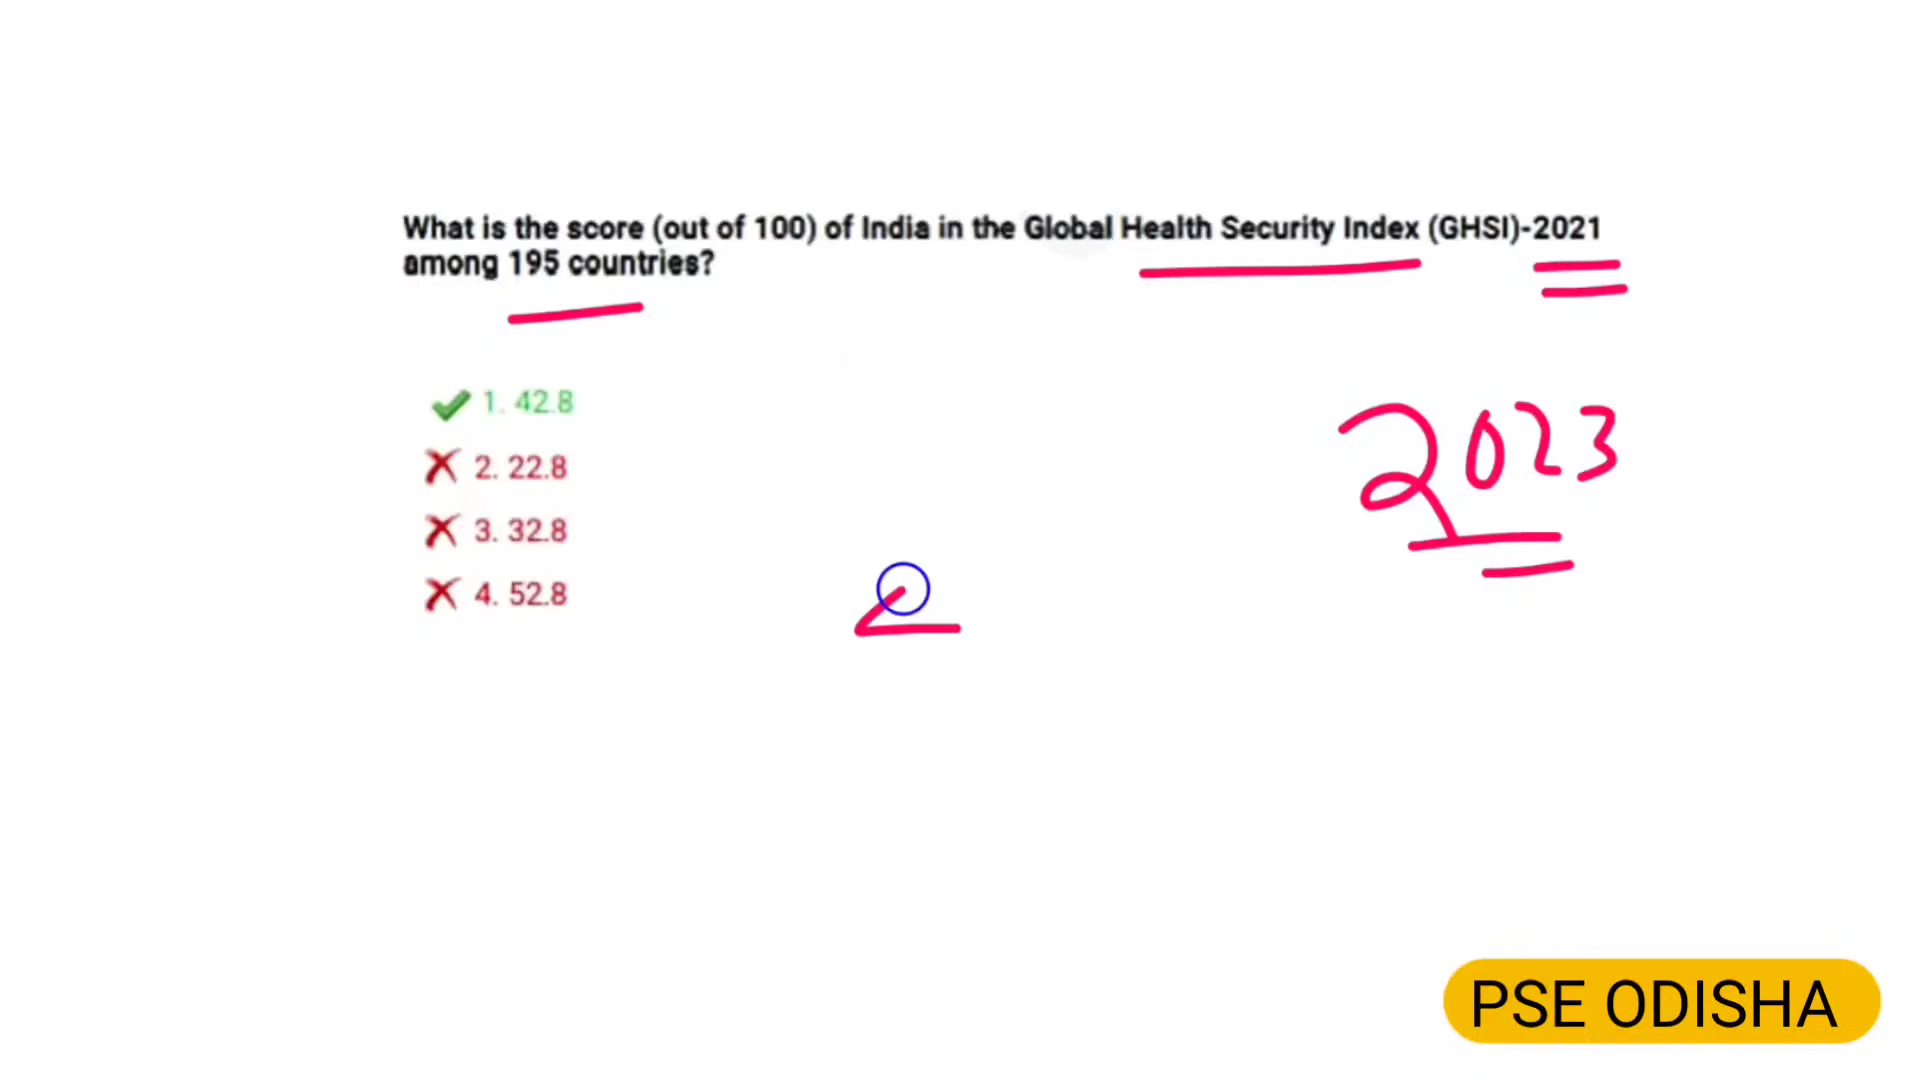 What is the score (out of 100) of India in the Global Health Security Index (GHSI)-2021
among 195 countries?
1. 42.8
2. 22.8
3. 32.8
4. 52.8
2023
PSE ODISHA